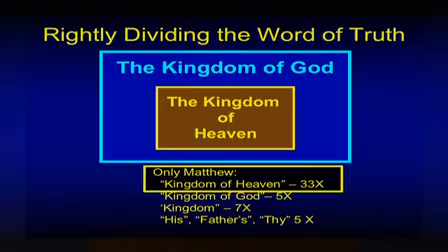 Rightly Dividing the Word of Truth
The Kingdom of God
The Kingdom
of
Heaven
Only Matthew:
"Kingdom of Heaven" – 33X
"Kingdom of God"– 5X
'Kingdom" – 7X
"His", "Father's", "Thy" 5 X